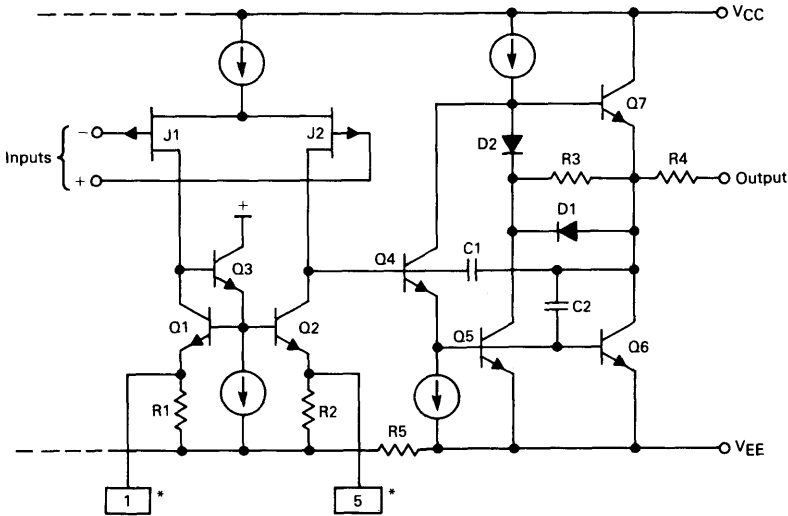 VCC
Q7
J1
J2
D2
Inputs
−
+
R3
R4
Output
D1
+
Q3
Q4
C1
C2
Q1
Q2
Q5
Q6
R1
R2
R5
VEE
1 *
5 *